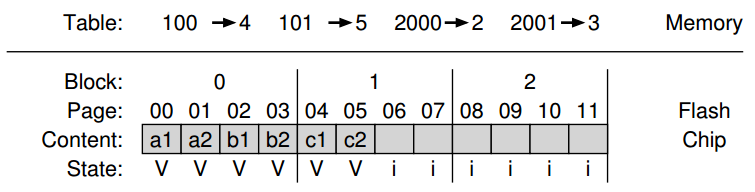 Table: 100 → 4 101 → 5 2000 → 2 2001 → 3 Memory
Block: 0 1 2
Page: 00 01 02 03 04 05 06 07 08 09 10 11 Flash
Content: a1 a2 b1 b2 c1 c2 Chip
State: V V V V V V i i i i i i